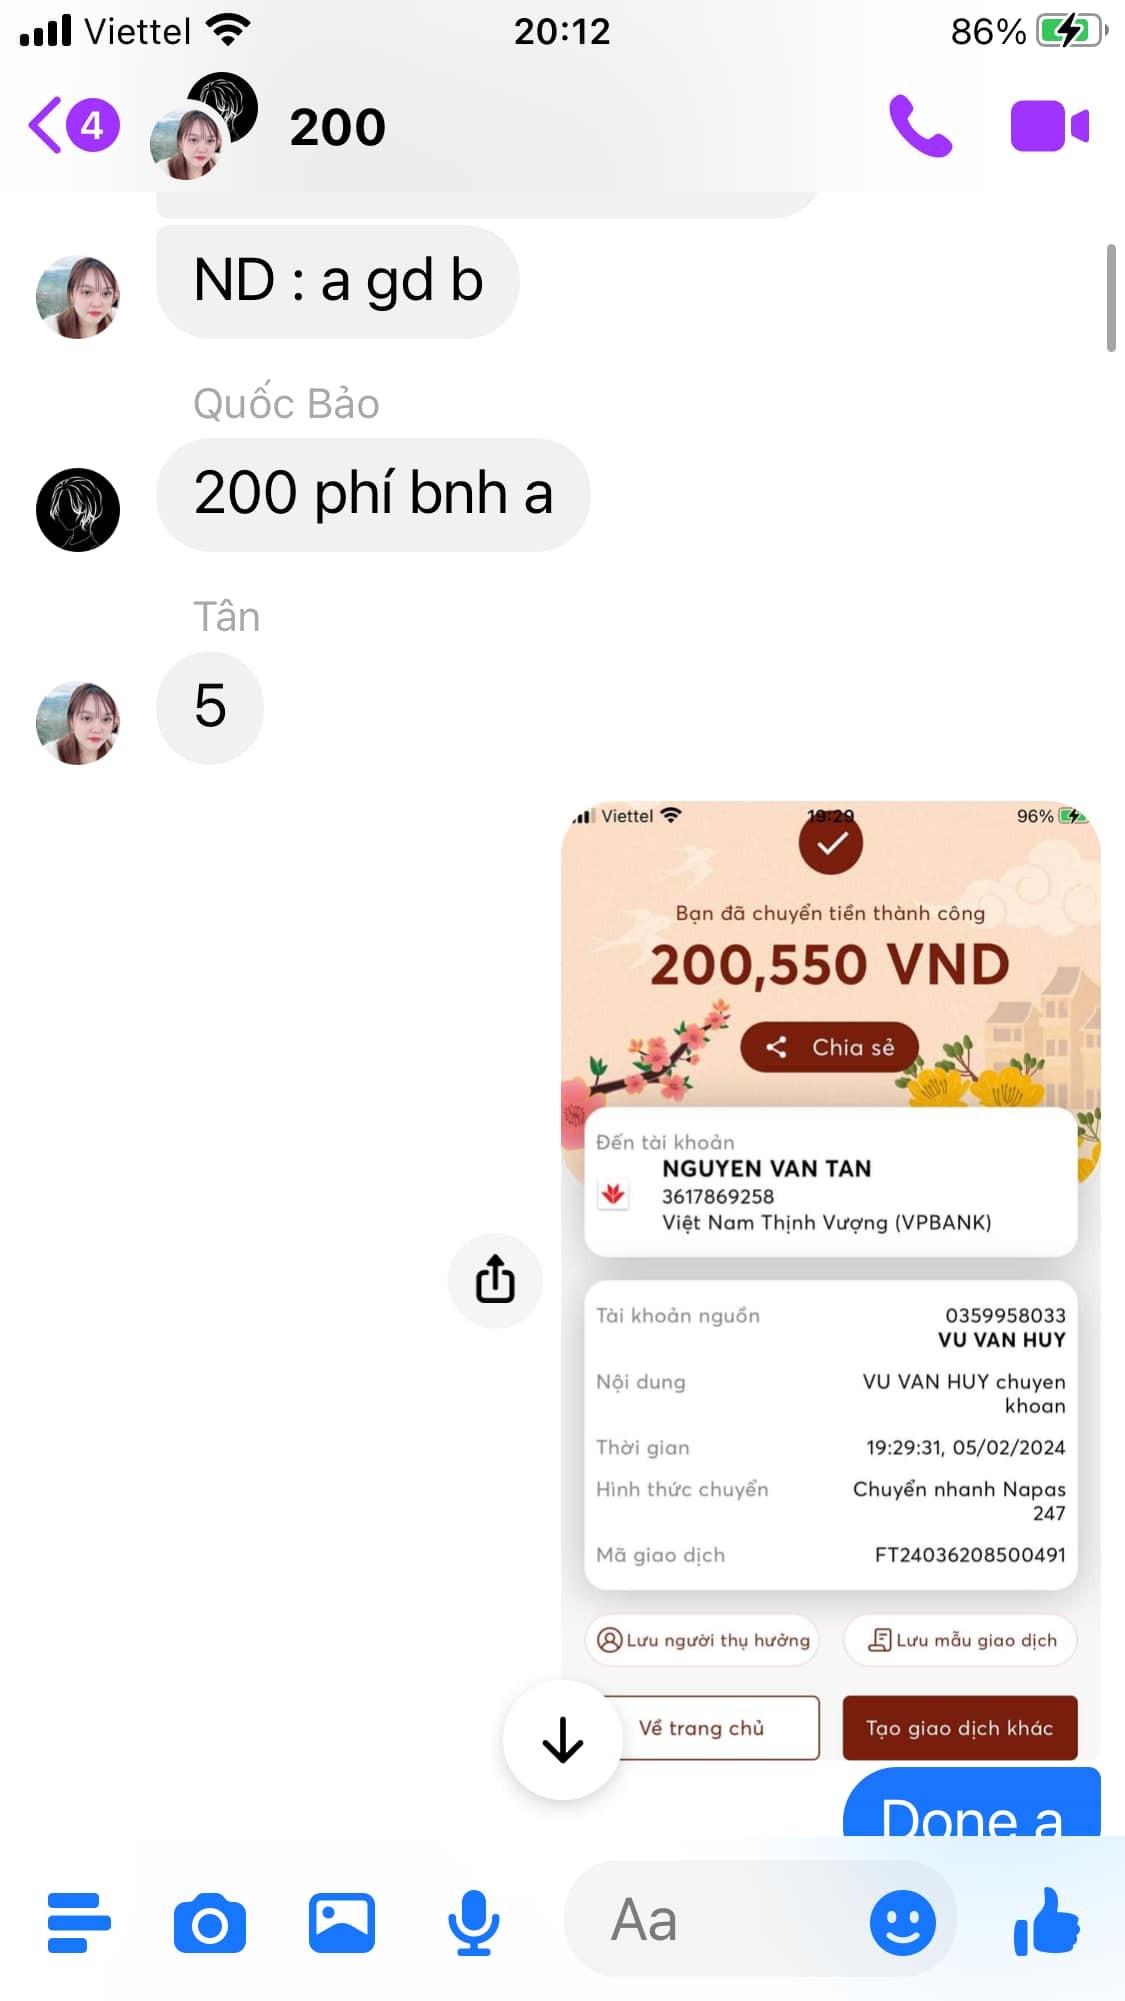 Viettel 20:12 86%
4 200
ND : a gd b
Quốc Bảo
200 phí bnh a
Tân
5
Viettel 19:29 96%
Bạn đã chuyển tiền thành công
200,550 VND
Chia sẻ
Đến tài khoản
NGUYEN VAN TAN
3617869258
Việt Nam Thịnh Vượng (VPBANK)
Tài khoản nguồn 0359958033
VU VAN HUY
Nội dung VU VAN HUY chuyen
khoan
Thời gian 19:29:31, 05/02/2024
Hình thức chuyển Chuyển nhanh Napas
247
Mã giao dịch FT24036208500491
Lưu người thụ hưởng Lưu mẫu giao dịch
Về trang chủ Tạo giao dịch khác
Done a
Aa